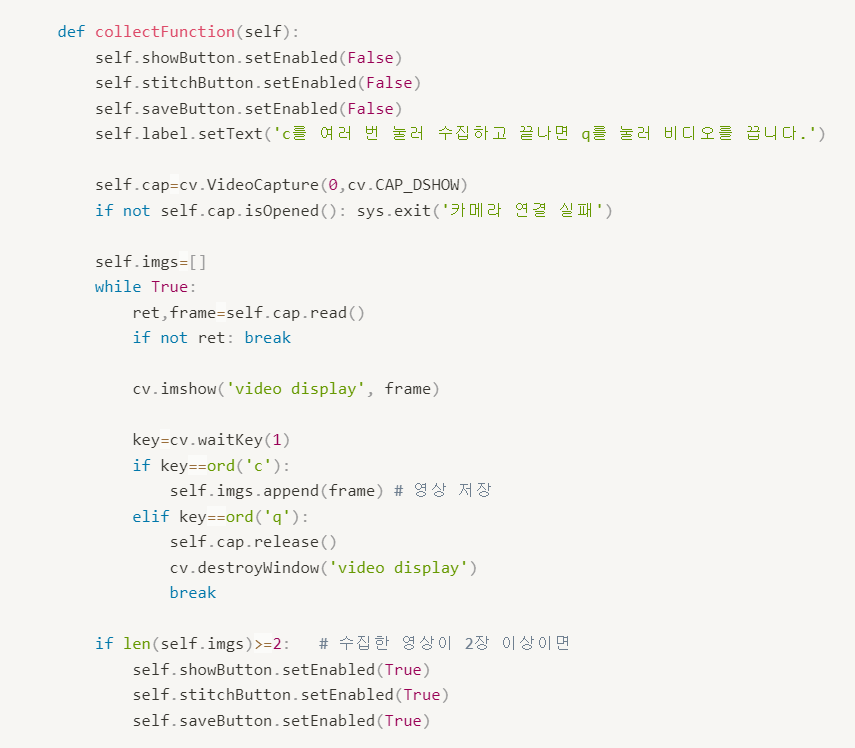 def collectFunction(self):
self.showButton.setEnabled(False)
self.stitchButton.setEnabled(False)
self.saveButton.setEnabled(False)
self.label.setText('c를 여러 번 눌러 수집하고 끝나면 q를 눌러 비디오를 끕니다.')
self.cap=cv.VideoCapture(0,cv.CAP_DSHOW)
if not self.cap.isOpened(): sys.exit('카메라 연결 실패')
self.imgs=[]
while True:
ret,frame=self.cap.read()
if not ret: break
cv.imshow('video display', frame)
key=cv.waitKey(1)
if key==ord('c'):
self.imgs.append(frame) # 영상 저장
elif key==ord('q'):
self.cap.release()
cv.destroyWindow('video display')
break
if len(self.imgs)>=2: # 수집한 영상이 2장 이상이면
self.showButton.setEnabled(True)
self.stitchButton.setEnabled(True)
self.saveButton.setEnabled(True)